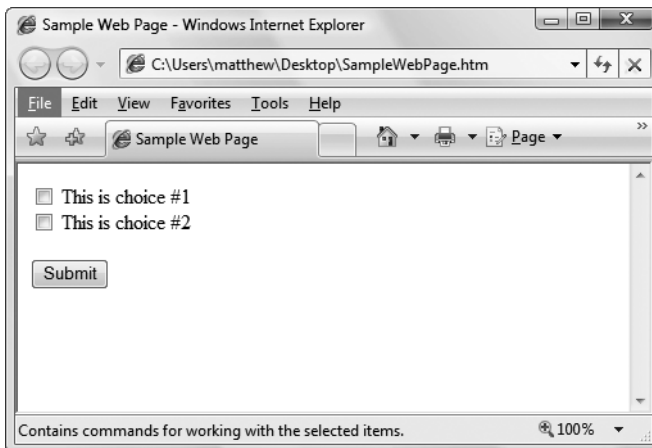 Sample Web Page - Windows Internet Explorer
C:\Users\matthew\Desktop\SampleWebPage.htm
File Edit View Favorites Tools Help
Sample Web Page Page
This is choice #1
This is choice #2
Submit
Contains commands for working with the selected items. 100%